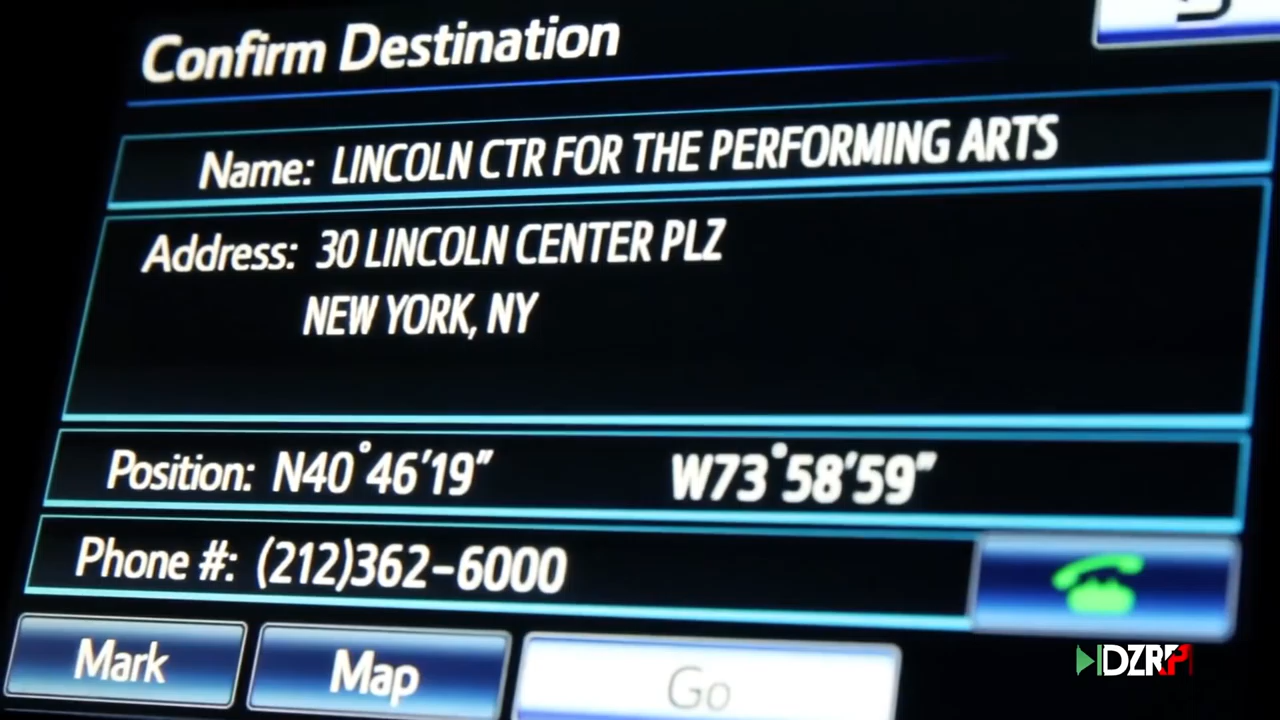 Confirm Destination
Name: LINCOLN CTR FOR THE PERFORMING ARTS
Address: 30 LINCOLN CENTER PLZ
NEW YORK, NY
Position: N40°46'19" W73°58'59"
Phone #: (212)362-6000
Mark Map Go
DZRP